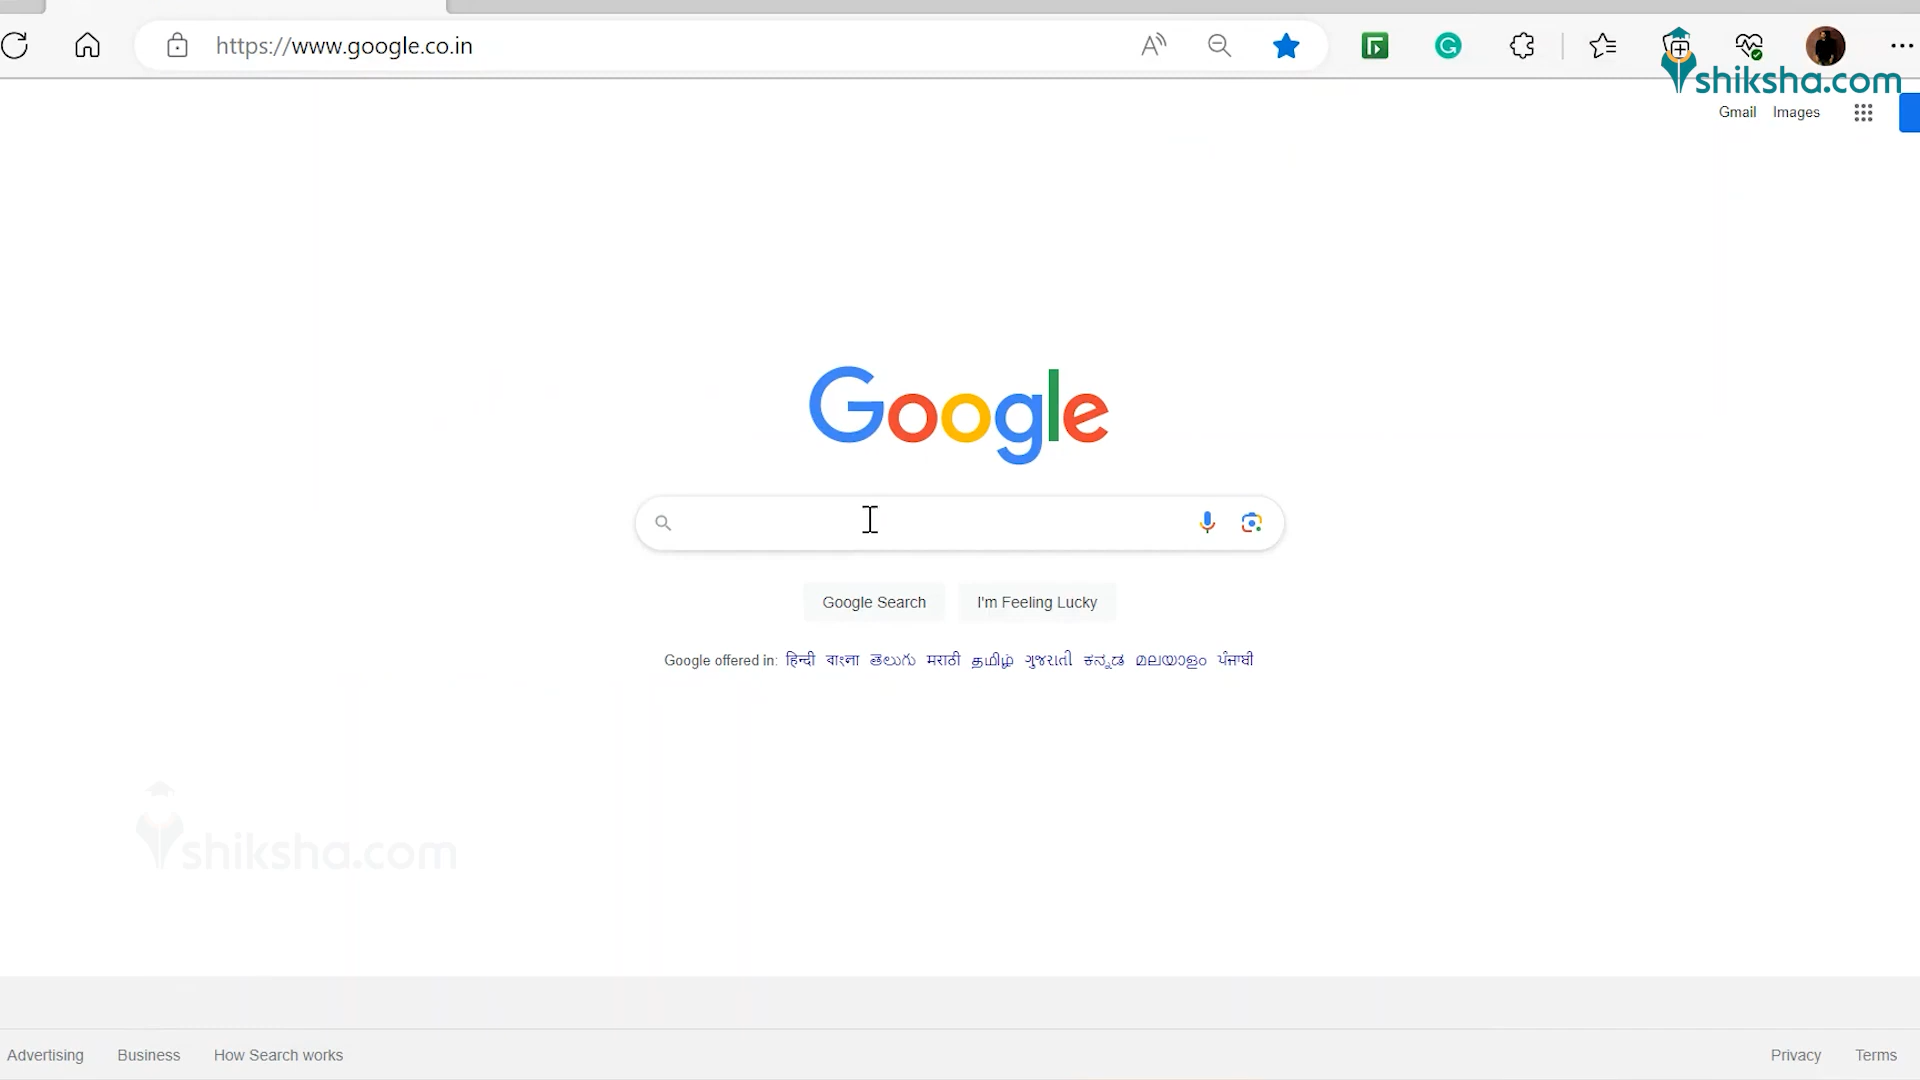 https://www.google.co.in
shiksha.com
Gmail Images
Google
Google Search I'm Feeling Lucky
Google offered in: हिन्दी বাংলা తెలుగు मराठी தமிழ் ગુજરાતી ಕನ್ನಡ മലയാളം ਪੰਜਾਬੀ
shiksha.com
Advertising Business How Search works Privacy Terms